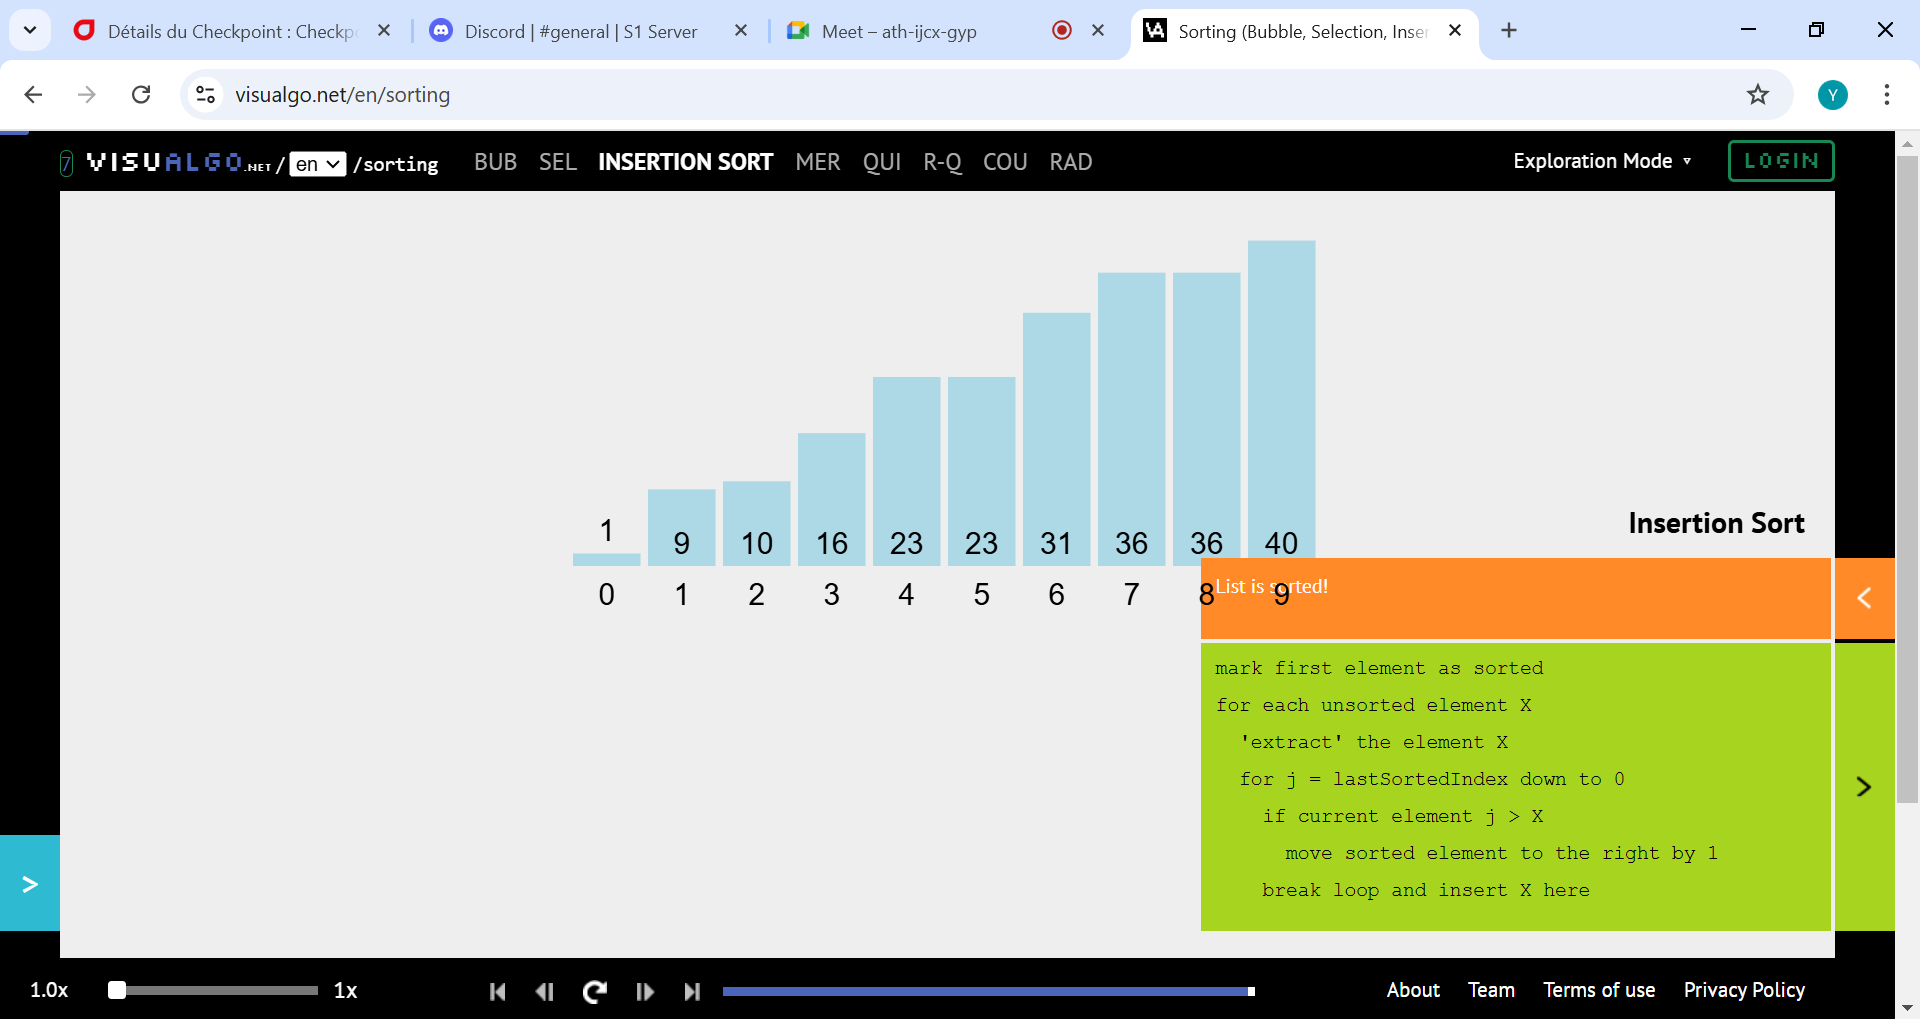 Détails du Checkpoint : Checkp
Discord | #general | S1 Server
Meet – ath-ijcx-gyp
Sorting (Bubble, Selection, Inser
visualgo.net/en/sorting
Y
7 VISUALGO.NET / en /sorting BUB SEL INSERTION SORT MER QUI R-Q COU RAD Exploration Mode ▼ LOGIN
1 9 10 16 23 23 31 36 36 40
0 1 2 3 4 5 6 7 8 9
Insertion Sort
List is sorted!
mark first element as sorted
for each unsorted element X
'extract' the element X
for j = lastSortedIndex down to 0
if current element j > X
move sorted element to the right by 1
break loop and insert X here
1.0x 1x About Team Terms of use Privacy Policy